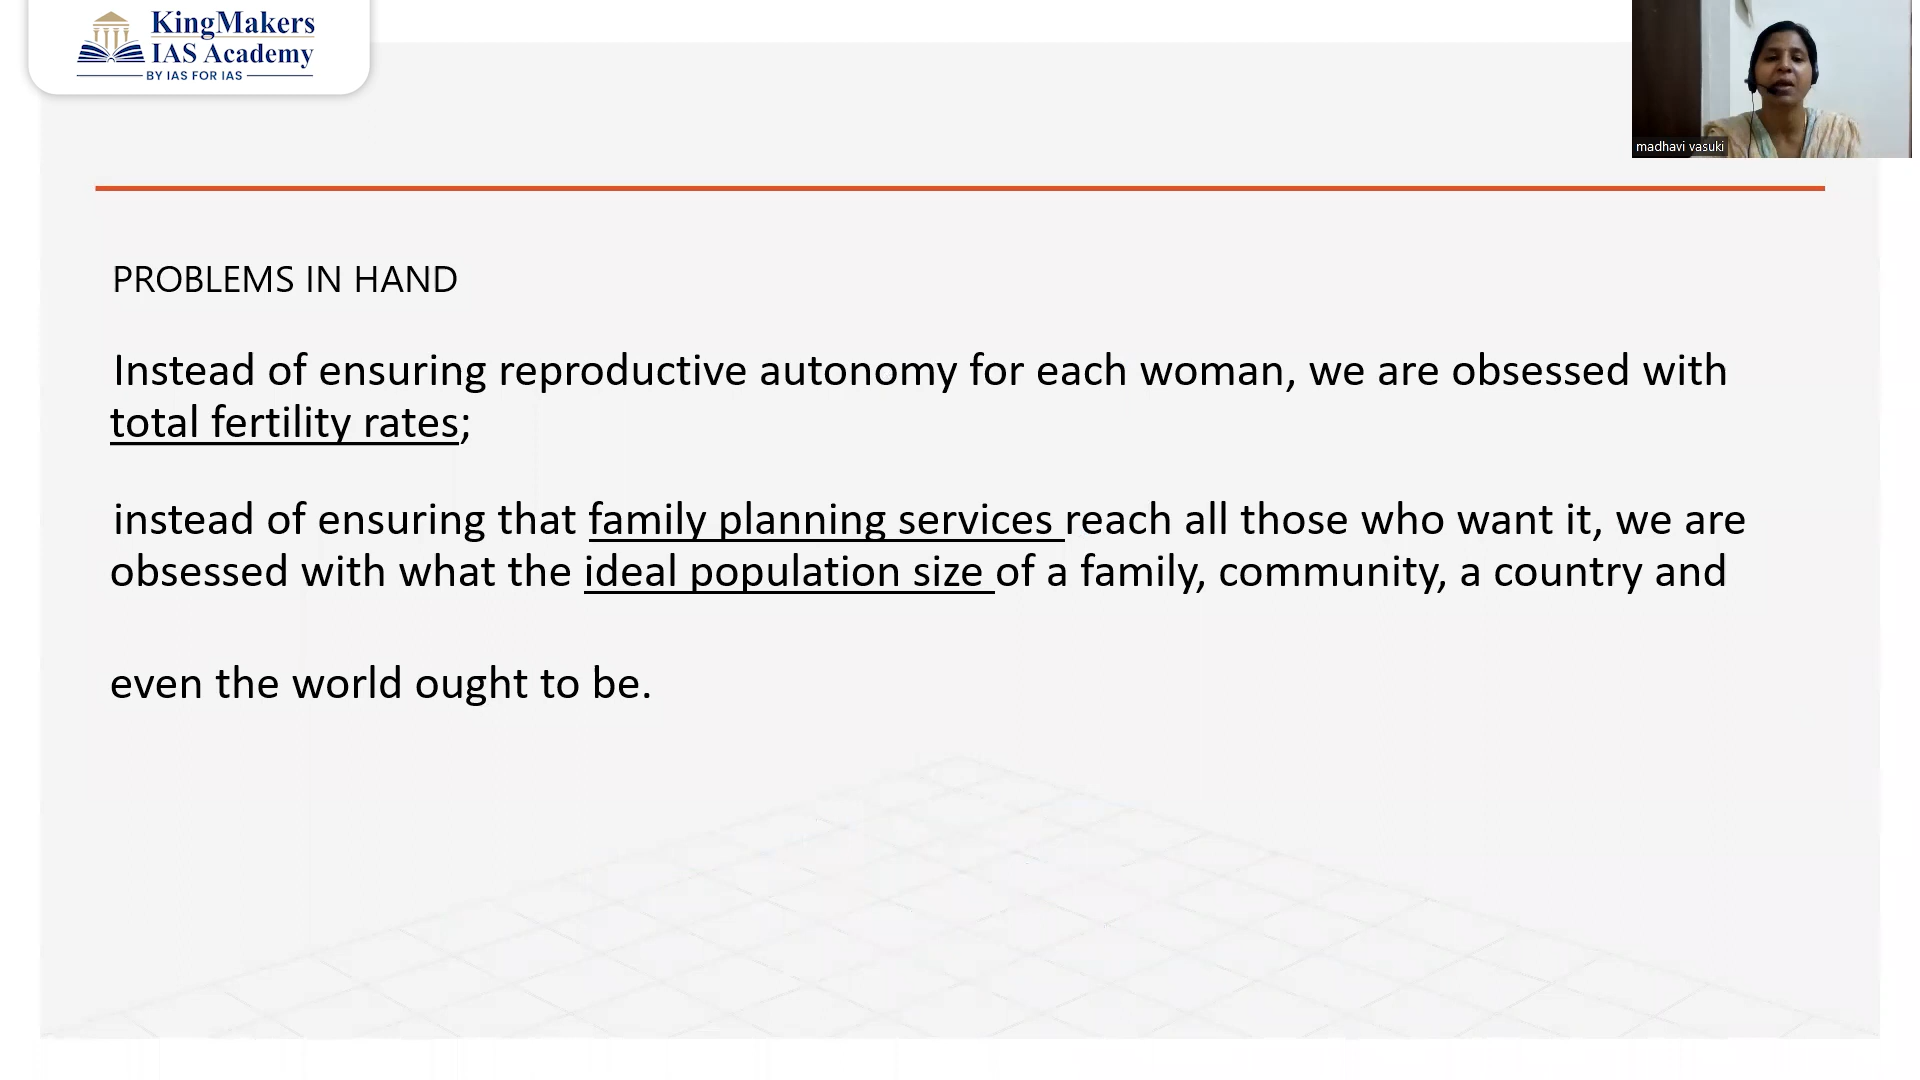 KingMakers
IAS Academy
BY IAS FOR IAS
madhavi vasuki
PROBLEMS IN HAND
Instead of ensuring reproductive autonomy for each woman, we are obsessed with
total fertility rates;
instead of ensuring that family planning services reach all those who want it, we are
obsessed with what the ideal population size of a family, community, a country and
even the world ought to be.